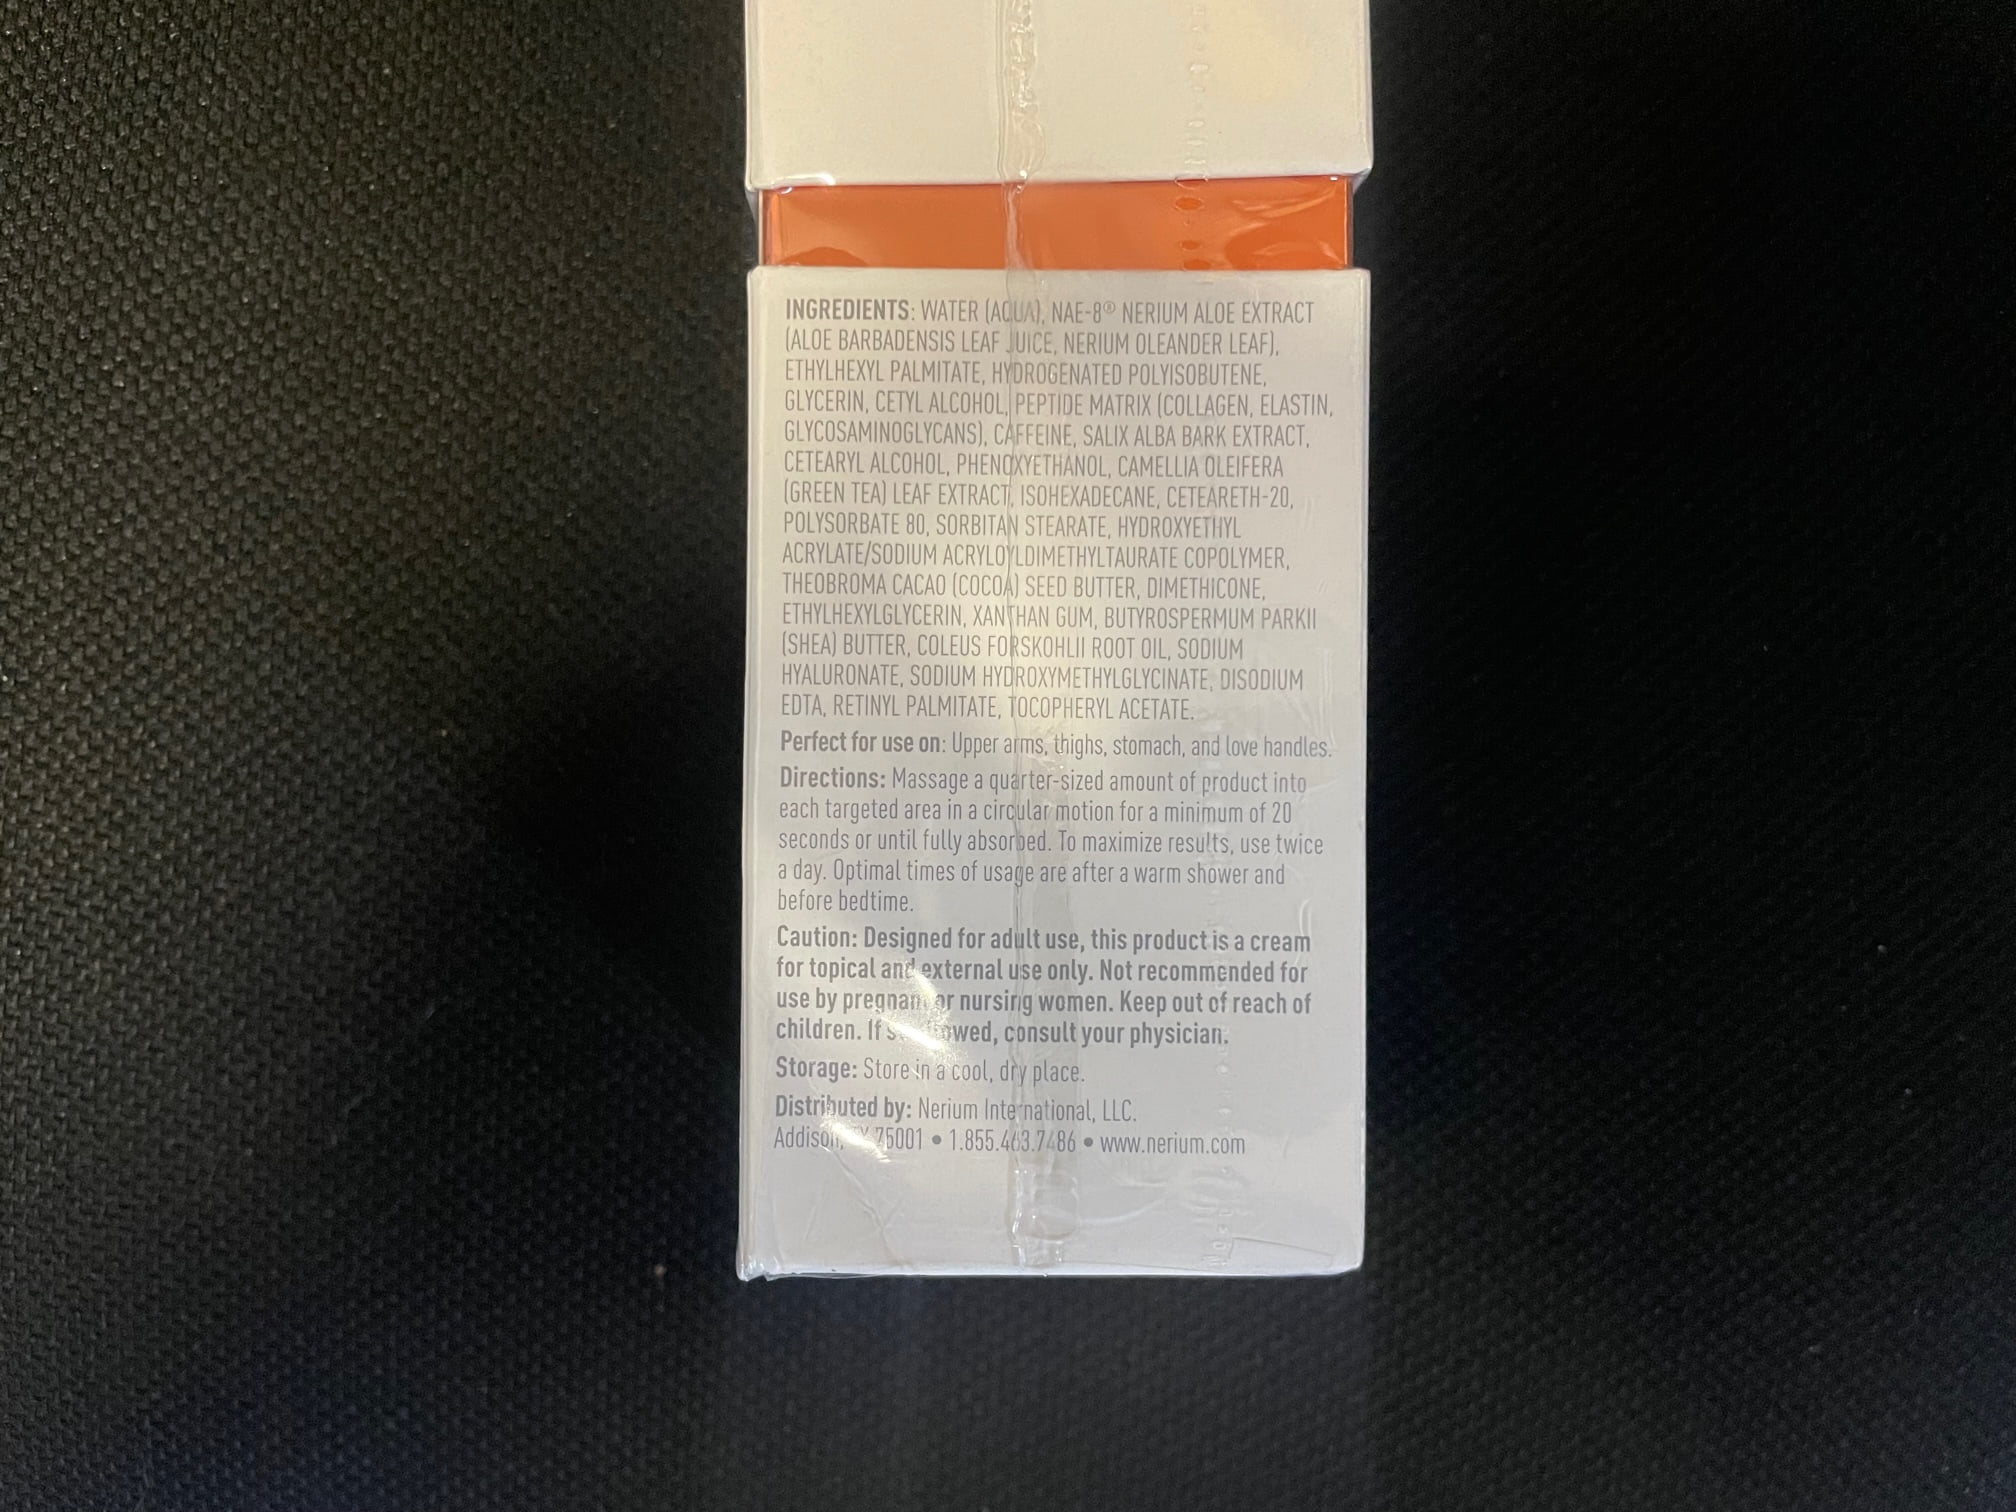 INGREDIENTS: WATER (AQUA), NAE-8® NERIUM ALOE EXTRACT
(ALOE BARBADENSIS LEAF JUICE, NERIUM OLEANDER LEAF),
ETHYLHEXYL PALMITATE, HYDROGENATED POLYISOBUTENE,
GLYCERIN, CETYL ALCOHOL, PEPTIDE MATRIX (COLLAGEN, ELASTIN,
GLYCOSAMINOGLYCANS), CAFFEINE, SALIX ALBA BARK EXTRACT,
CETEARYL ALCOHOL, PHENOXYETHANOL, CAMELLIA OLEIFERA
(GREEN TEA) LEAF EXTRACT, ISOHEXADECANE, CETEARETH-20,
POLYSORBATE 80, SORBITAN STEARATE, HYDROXYETHYL
ACRYLATE/SODIUM ACRYLOYLDIMETHYLTAURATE COPOLYMER,
THEOBROMA CACAO (COCOA) SEED BUTTER, DIMETHICONE,
ETHYLHEXYLGLYCERIN, XANTHAN GUM, BUTYROSPERMUM PARKII
(SHEA) BUTTER, COLEUS FORSKOHLII ROOT OIL, SODIUM
HYALURONATE, SODIUM HYDROXYMETHYLGLYCINATE, DISODIUM
EDTA, RETINYL PALMITATE, TOCOPHERYL ACETATE.
Perfect for use on: Upper arms, thighs, stomach, and love handles.
Directions: Massage a quarter-sized amount of product into
each targeted area in a circular motion for a minimum of 20
seconds or until fully absorbed. To maximize results, use twice
a day. Optimal times of usage are after a warm shower and
before bedtime.
Caution: Designed for adult use, this product is a cream
for topical and external use only. Not recommended for
use by pregnant or nursing women. Keep out of reach of
children. If swallowed, consult your physician.
Storage: Store in a cool, dry place.
Distributed by: Nerium International, LLC.
Addison, TX 75001 • 1.855.463.7486 • www.nerium.com